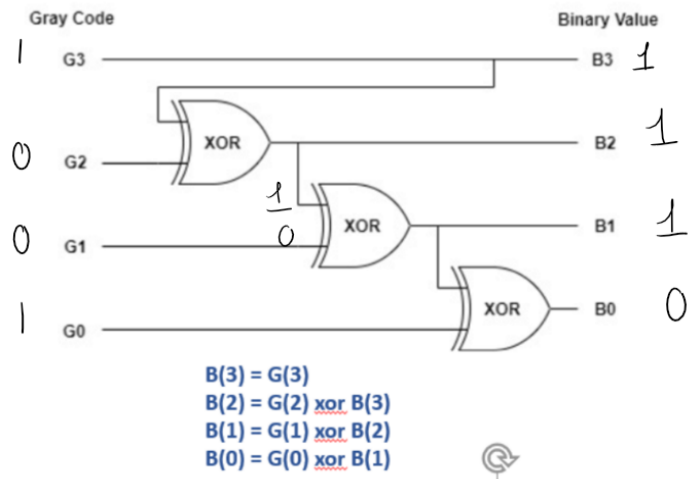 Gray Code Binary Value
1 G3 B3 1
XOR
0 G2 B2 1
1
XOR
0 G1 0 B1 1
XOR
1 G0 B0 0
B(3) = G(3)
B(2) = G(2) xor B(3)
B(1) = G(1) xor B(2)
B(0) = G(0) xor B(1)